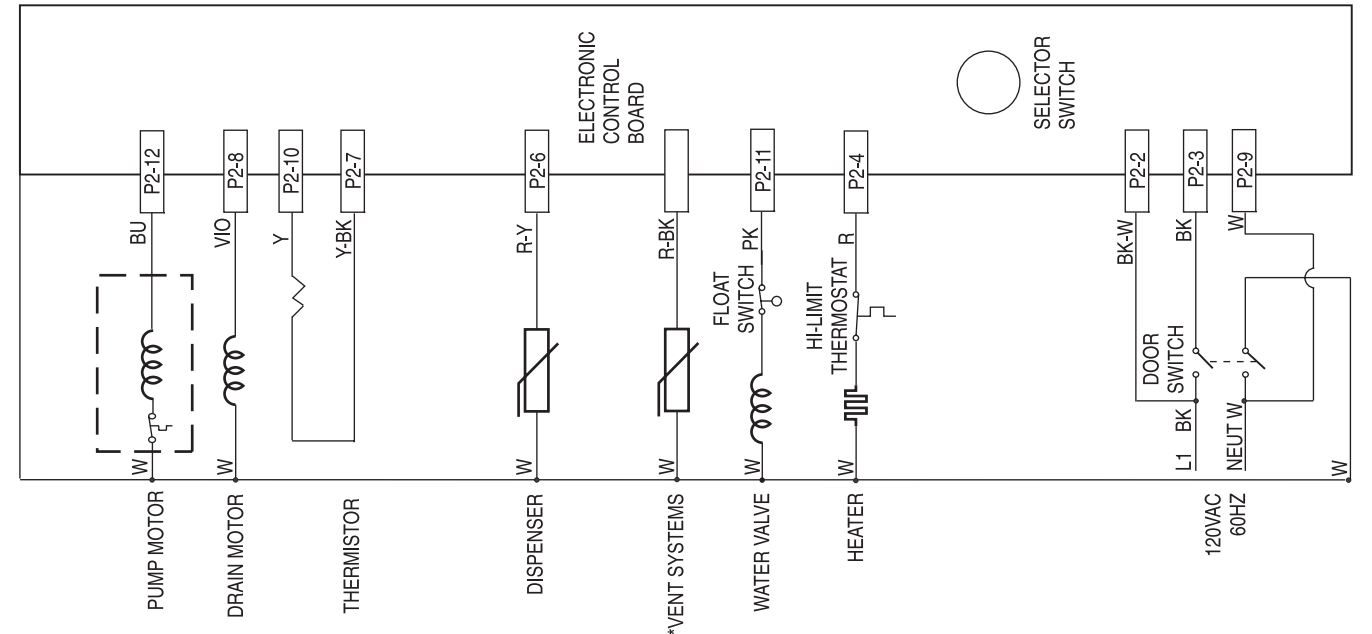 ELECTRONIC
CONTROL
BOARD
SELECTOR
SWITCH
P2-12
P2-8
P2-10
P2-7
P2-6
P2-11
P2-4
P2-2
P2-3
P2-9
BU
VIO
Y
Y-BK
R-Y
R-BK
PK
R
BK-W
BK
W
FLOAT
SWITCH
HI-LIMIT
THERMOSTAT
DOOR
SWITCH
W
W
W
W
W
W
L1 BK
NEUT W
W
PUMP MOTOR
DRAIN MOTOR
THERMISTOR
DISPENSER
*VENT SYSTEMS
WATER VALVE
HEATER
120VAC
60HZ